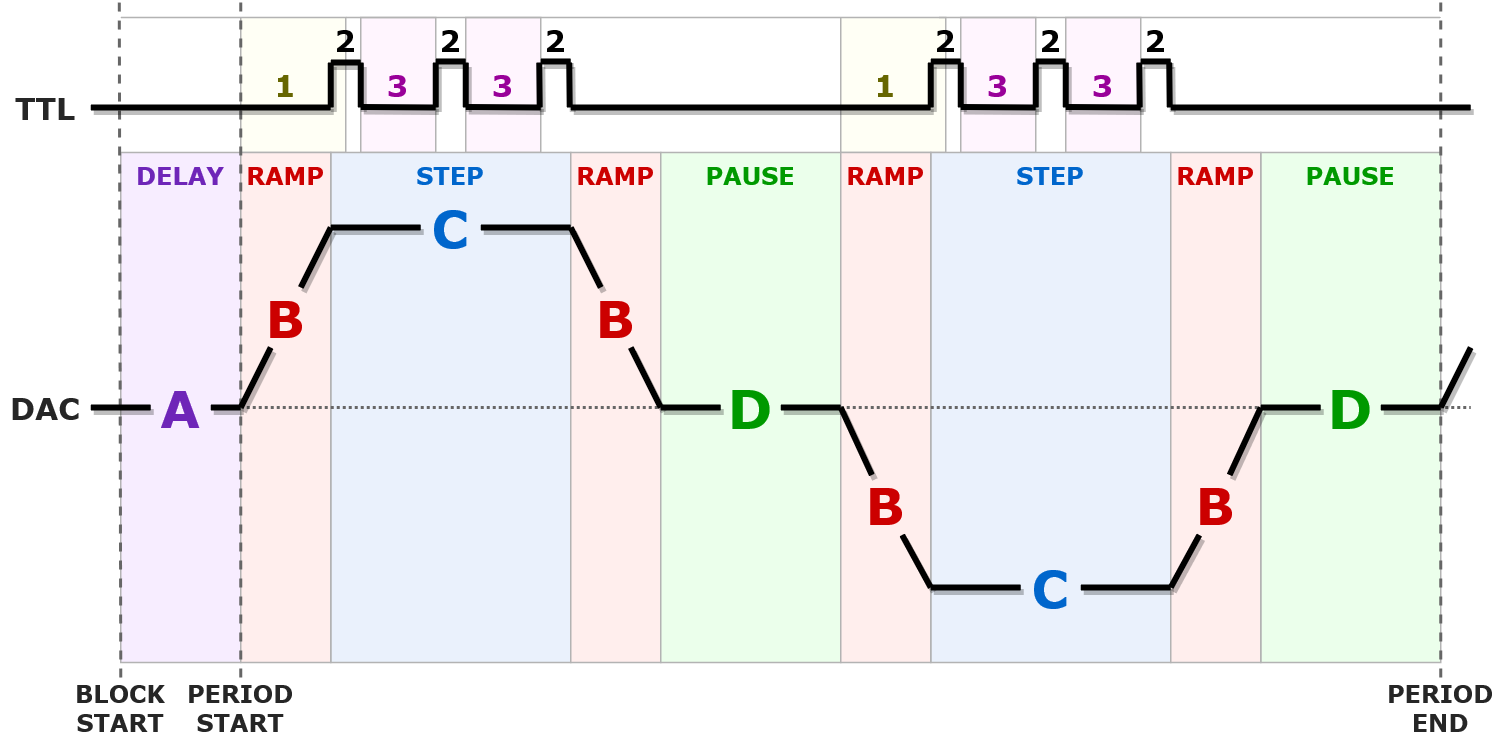 2 2 2 2 2 2
1 3 3 1 3 3
TTL
DELAY RAMP STEP RAMP PAUSE RAMP STEP RAMP PAUSE
C
B B
DAC A D D
B B
C
BLOCK START
PERIOD START
PERIOD END